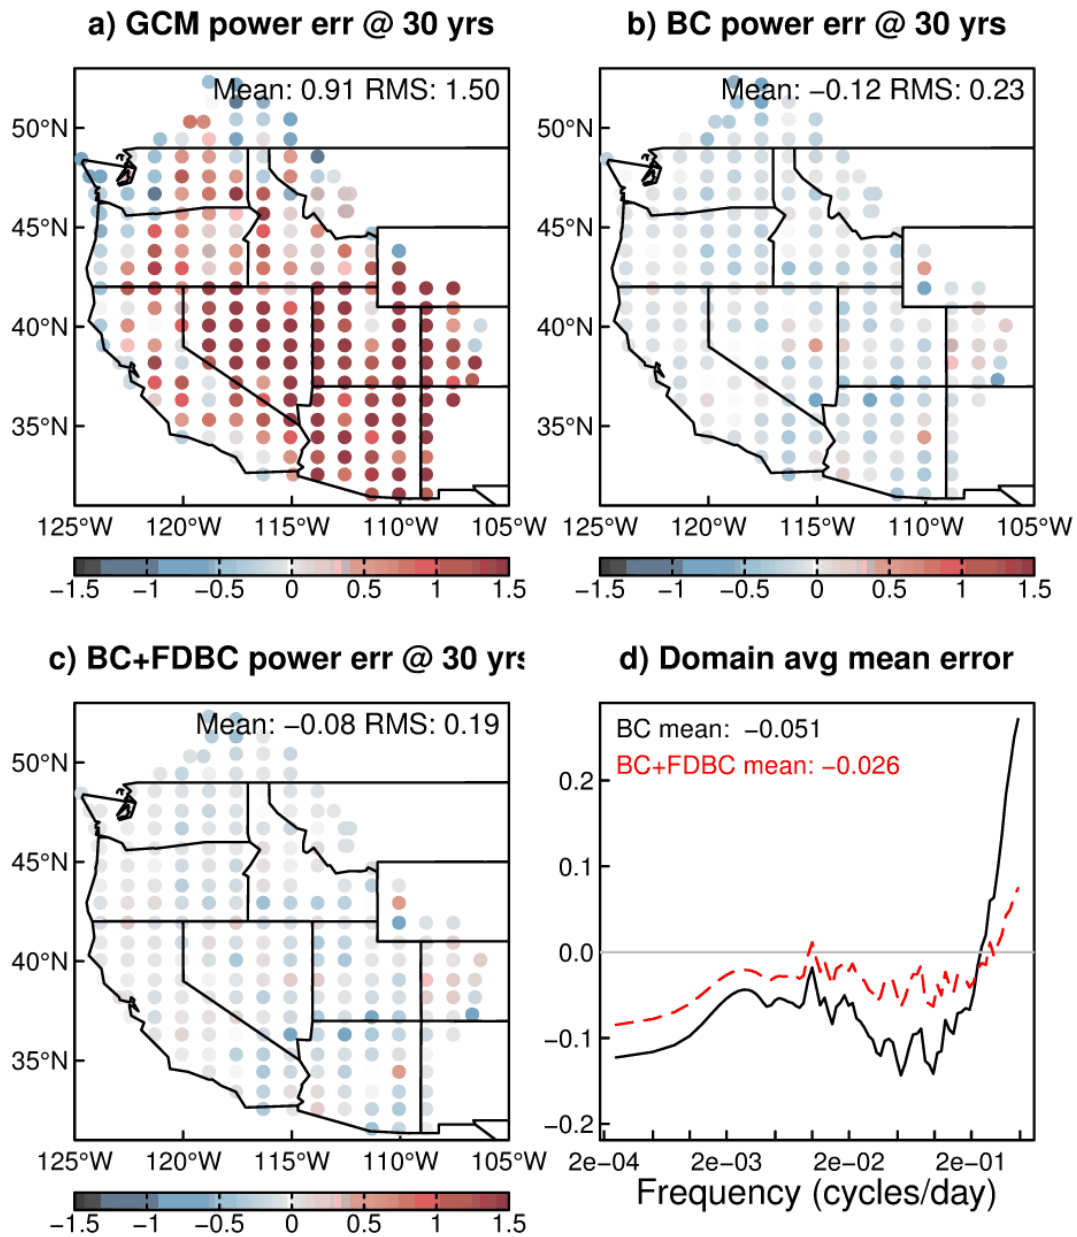 a) GCM power err @ 30 yrs
b) BC power err @ 30 yrs
Mean: 0.91 RMS: 1.50
Mean: −0.12 RMS: 0.23
50°N
45°N
40°N
35°N
50°N
45°N
40°N
35°N
125°W 120°W 115°W 110°W 105°W
125°W 120°W 115°W 110°W 105°W
−1.5 −1 −0.5 0 0.5 1 1.5
−1.5 −1 −0.5 0 0.5 1 1.5
c) BC+FDBC power err @ 30 yrs
d) Domain avg mean error
Mean: −0.08 RMS: 0.19
BC mean: −0.051
BC+FDBC mean: −0.026
50°N
45°N
40°N
35°N
0.2
0.1
0.0
−0.1
−0.2
125°W 120°W 115°W 110°W 105°W
2e−04 2e−03 2e−02 2e−01
Frequency (cycles/day)
−1.5 −1 −0.5 0 0.5 1 1.5